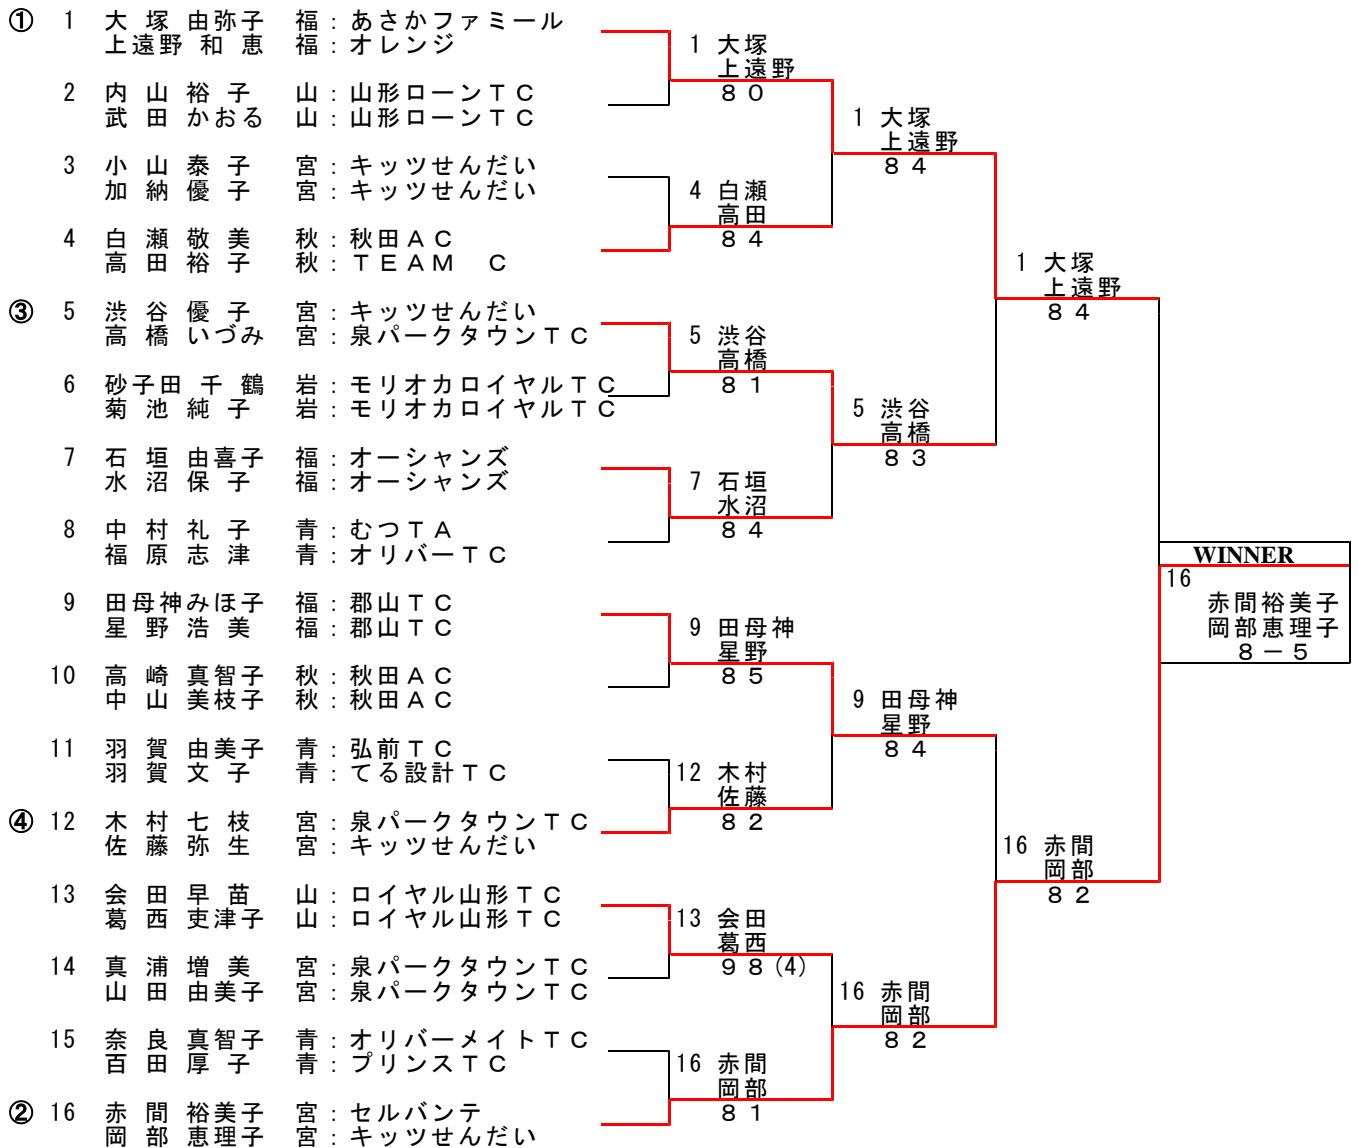 ① 1 大塚 由弥子 福:あさかファミール
上遠野 和恵 福:オレンジ
2 内山裕子 山:山形ローンTC
武田 かおる 山:山形ローンTC
3 小山泰子 宮:キッツせんだい
加納優子 宮:キッツせんだい
4 白瀬敬美 秋:秋田AC
高田裕子 秋:TEAM C
③ 5 渋谷優子 宮:キッツせんだい
高橋 いづみ 宮:泉パークタウンTC
6 砂子田 千鶴 岩:モリオカロイヤルTC
菊池純子 岩:モリオカロイヤルTC
7 石垣 由喜子 福:オーシャンズ
水沼保子 福:オーシャンズ
8 中村礼子 青:むつTA
福原志津 青:オリバーTC
9 田母神みほ子 福:郡山TC
星野浩美 福:郡山TC
10 高崎 真智子 秋:秋田AC
中山 美枝子 秋:秋田AC
11 羽賀 由美子 青:弘前TC
羽賀文子 青:てる設計TC
④ 12 木村七枝 宮:泉パークタウンTC
佐藤弥生 宮:キッツせんだい
13 会田早苗 山:ロイヤル山形TC
葛西 吏津子 山:ロイヤル山形TC
14 真浦増美 宮:泉パークタウンTC
山田 由美子 宮:泉パークタウンTC
15 奈良 真智子 青:オリバーメイトTC
百田厚子 青:プリンスTC
② 16 赤間 裕美子 宮:セルバンテ
岡部 恵理子 宮:キッツせんだい
1 大塚
上遠野
80
4 白瀬
高田
84
5 渋谷
高橋
81
7 石垣
水沼
84
9 田母神
星野
85
12 木村
佐藤
82
13 会田
葛西
98(4)
16 赤間
岡部
81
1 大塚
上遠野
84
5 渋谷
高橋
83
9 田母神
星野
84
16 赤間
岡部
82
1 大塚
上遠野
84
16 赤間
岡部
82
WINNER
16
赤間裕美子
岡部恵理子
8-5